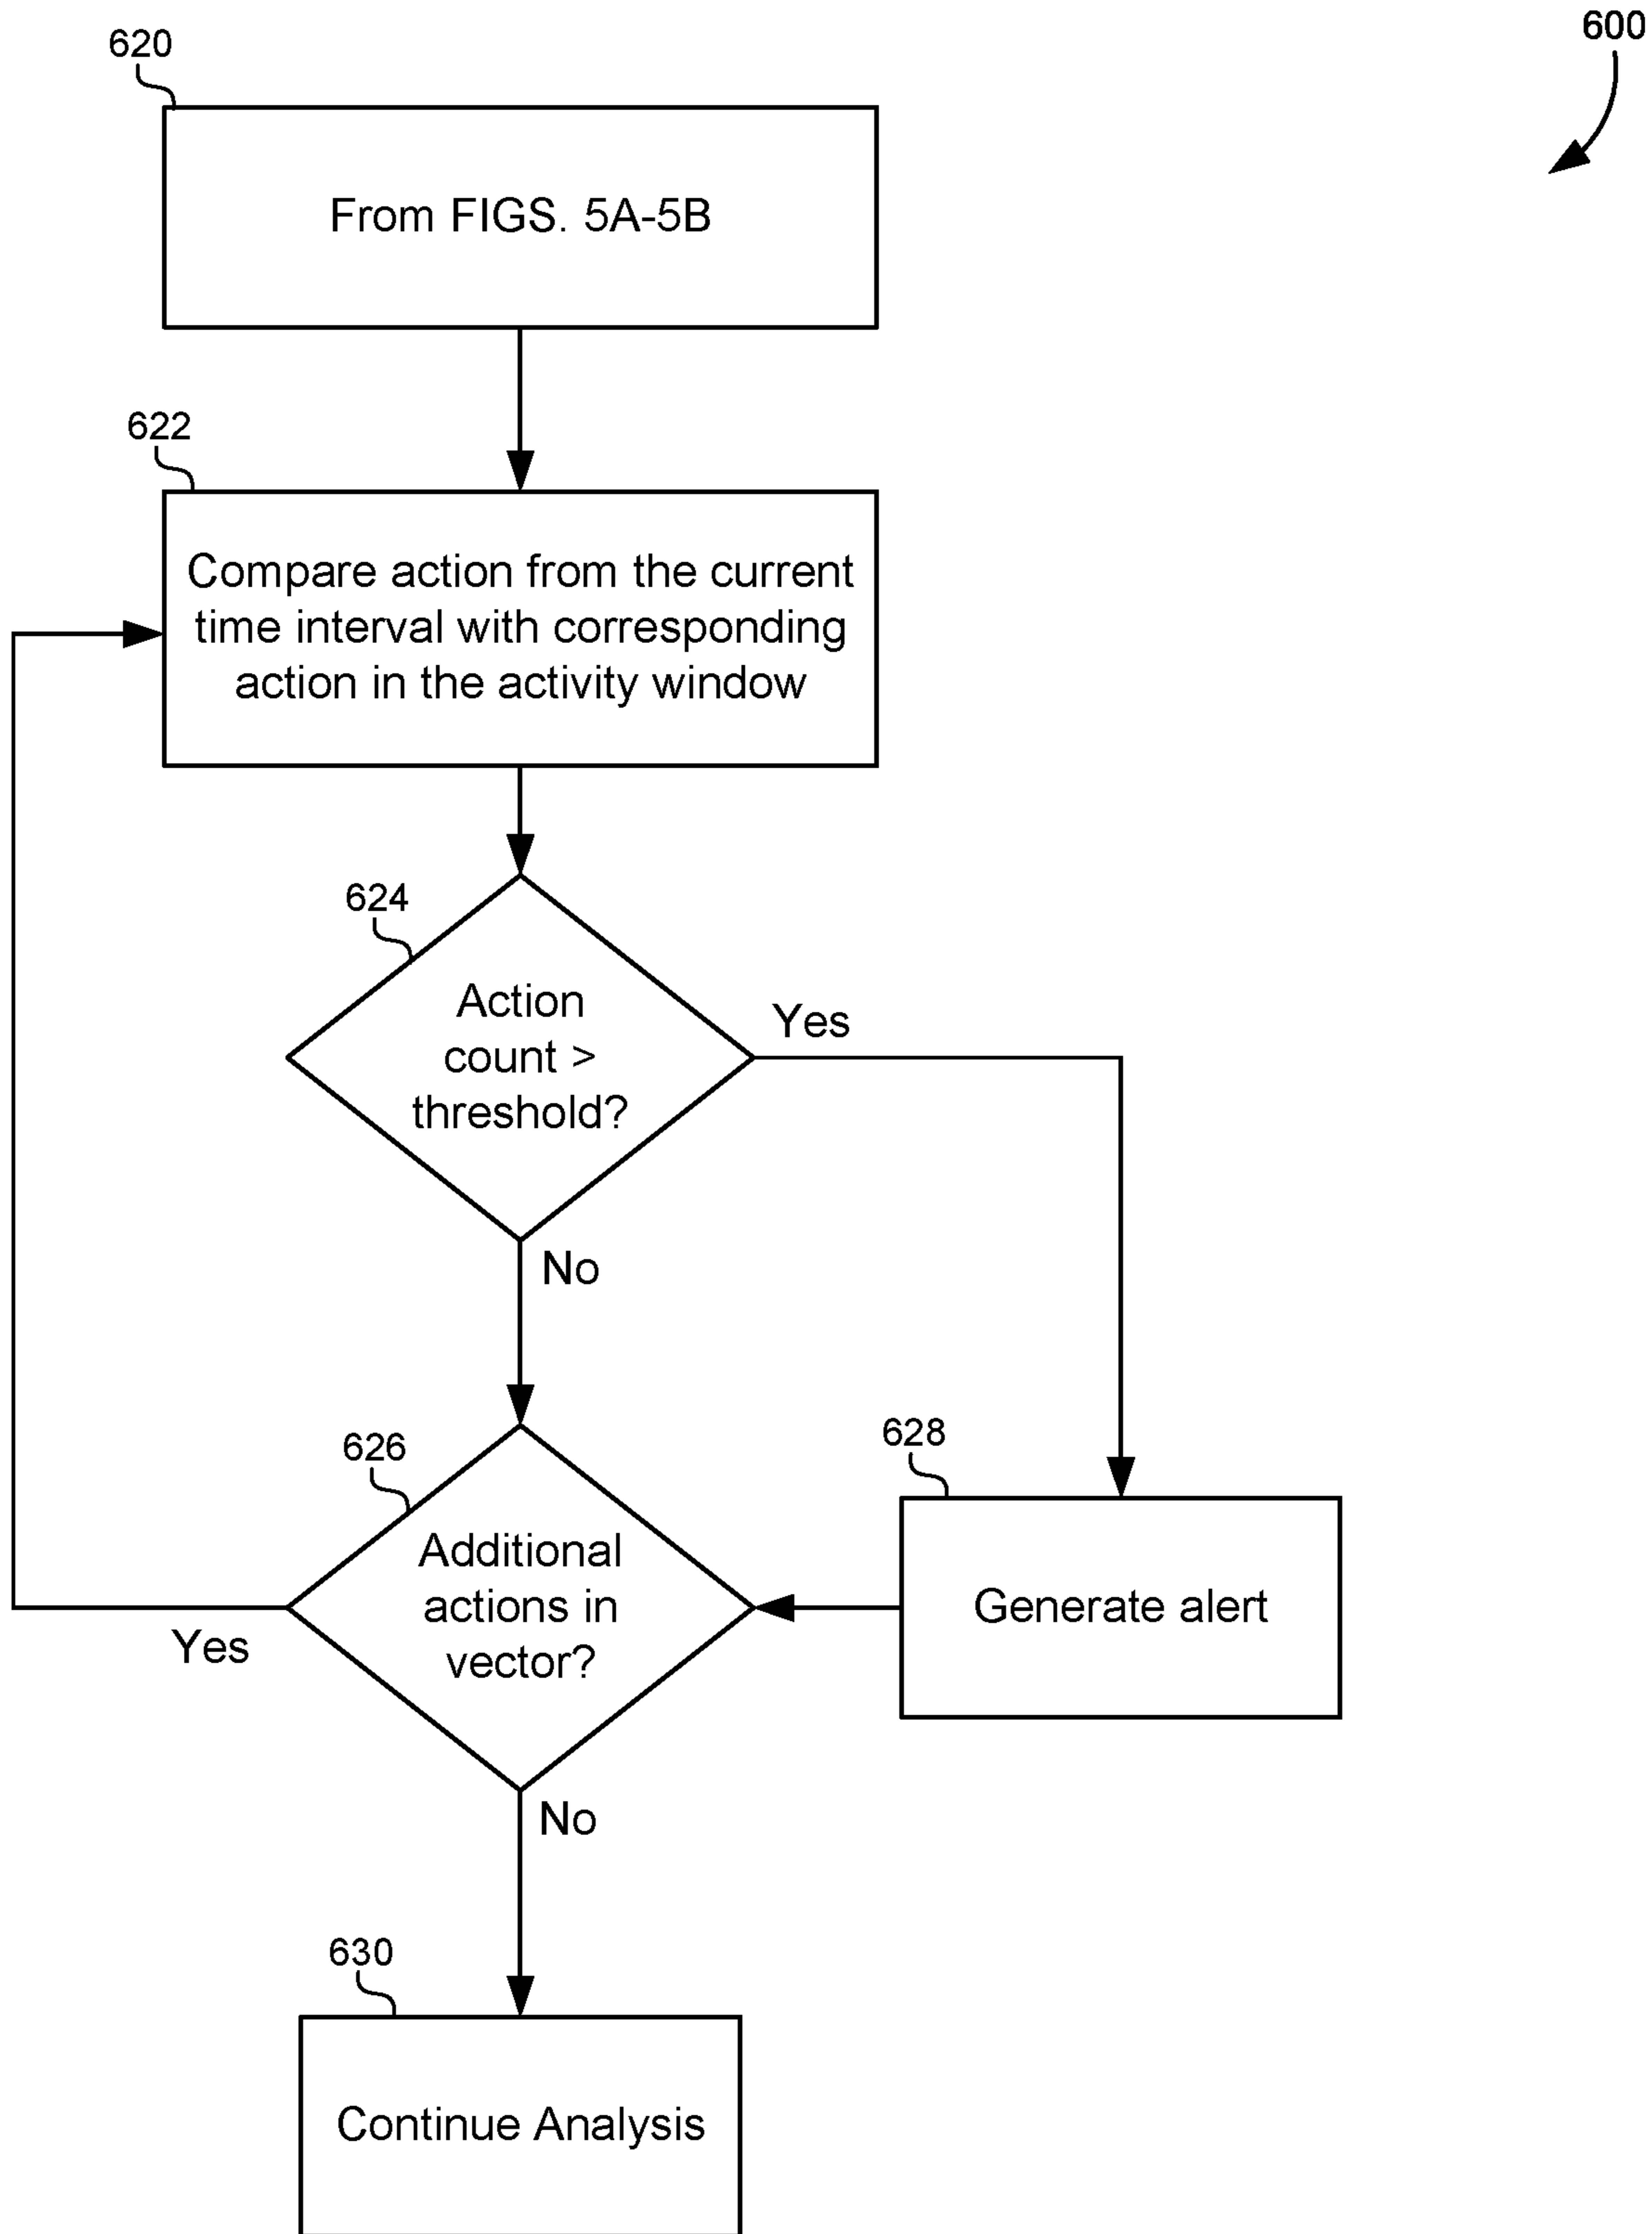 600
620
From FIGS. 5A-5B
622
Compare action from the current
time interval with corresponding
action in the activity window
624
Action
count >
threshold?
Yes
No
626
Additional
actions in
vector?
Yes
628
Generate alert
No
630
Continue Analysis